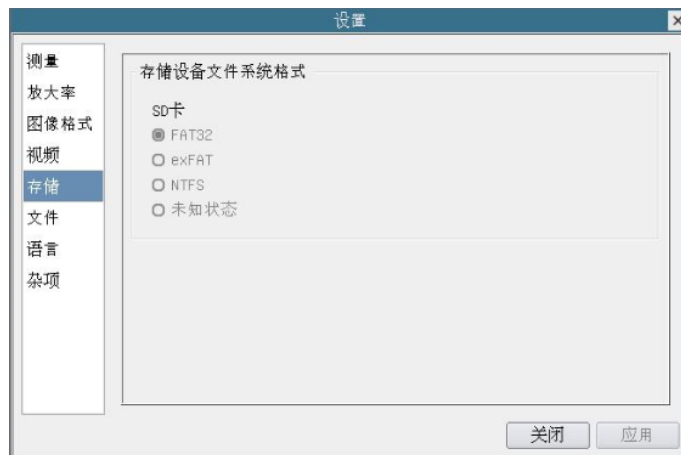 设置
测量
放大率
图像格式
视频
存储
文件
语言
杂项
存储设备文件系统格式
SD卡
FAT32
exFAT
NTFS
未知状态
关闭
应用